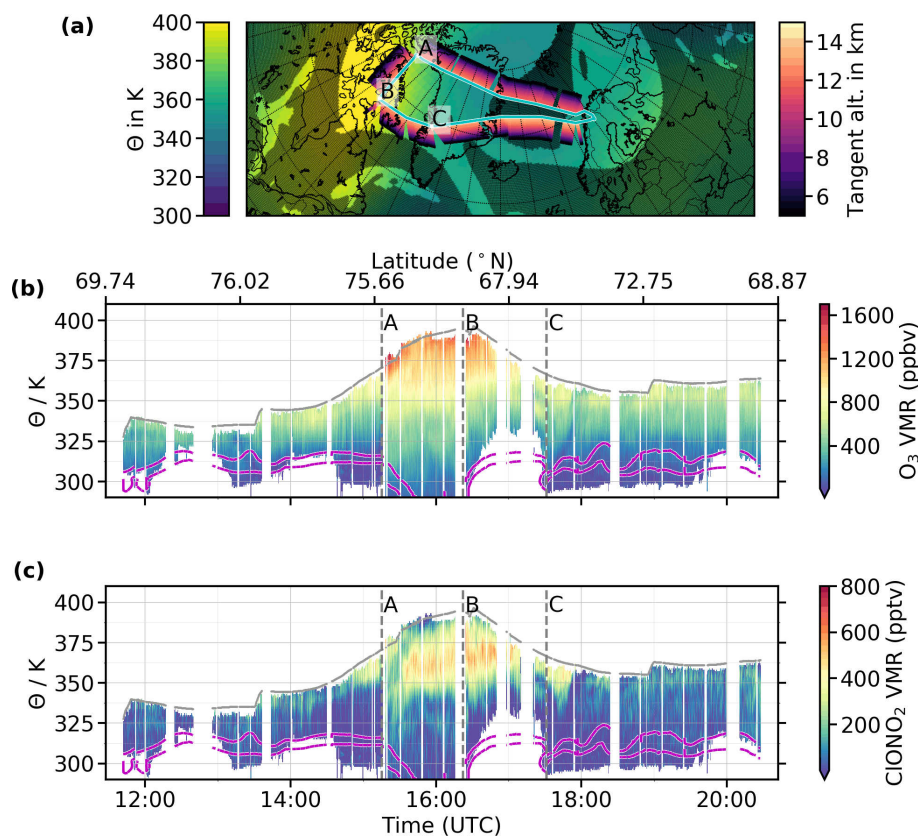 (a)
400
380
360
340
320
300
Θ in K
A
B
C
14
12
10
8
6
Tangent alt. in km
Latitude (°N)
69.74 76.02 75.66 67.94 72.75 68.87
(b)
400
375
350
325
300
Θ / K
A B C
1600
1200
800
400
O₃ VMR (ppbv)
(c)
400
375
350
325
300
Θ / K
A B C
800
600
400
200
ClONO₂ VMR (pptv)
12:00 14:00 16:00 18:00 20:00
Time (UTC)